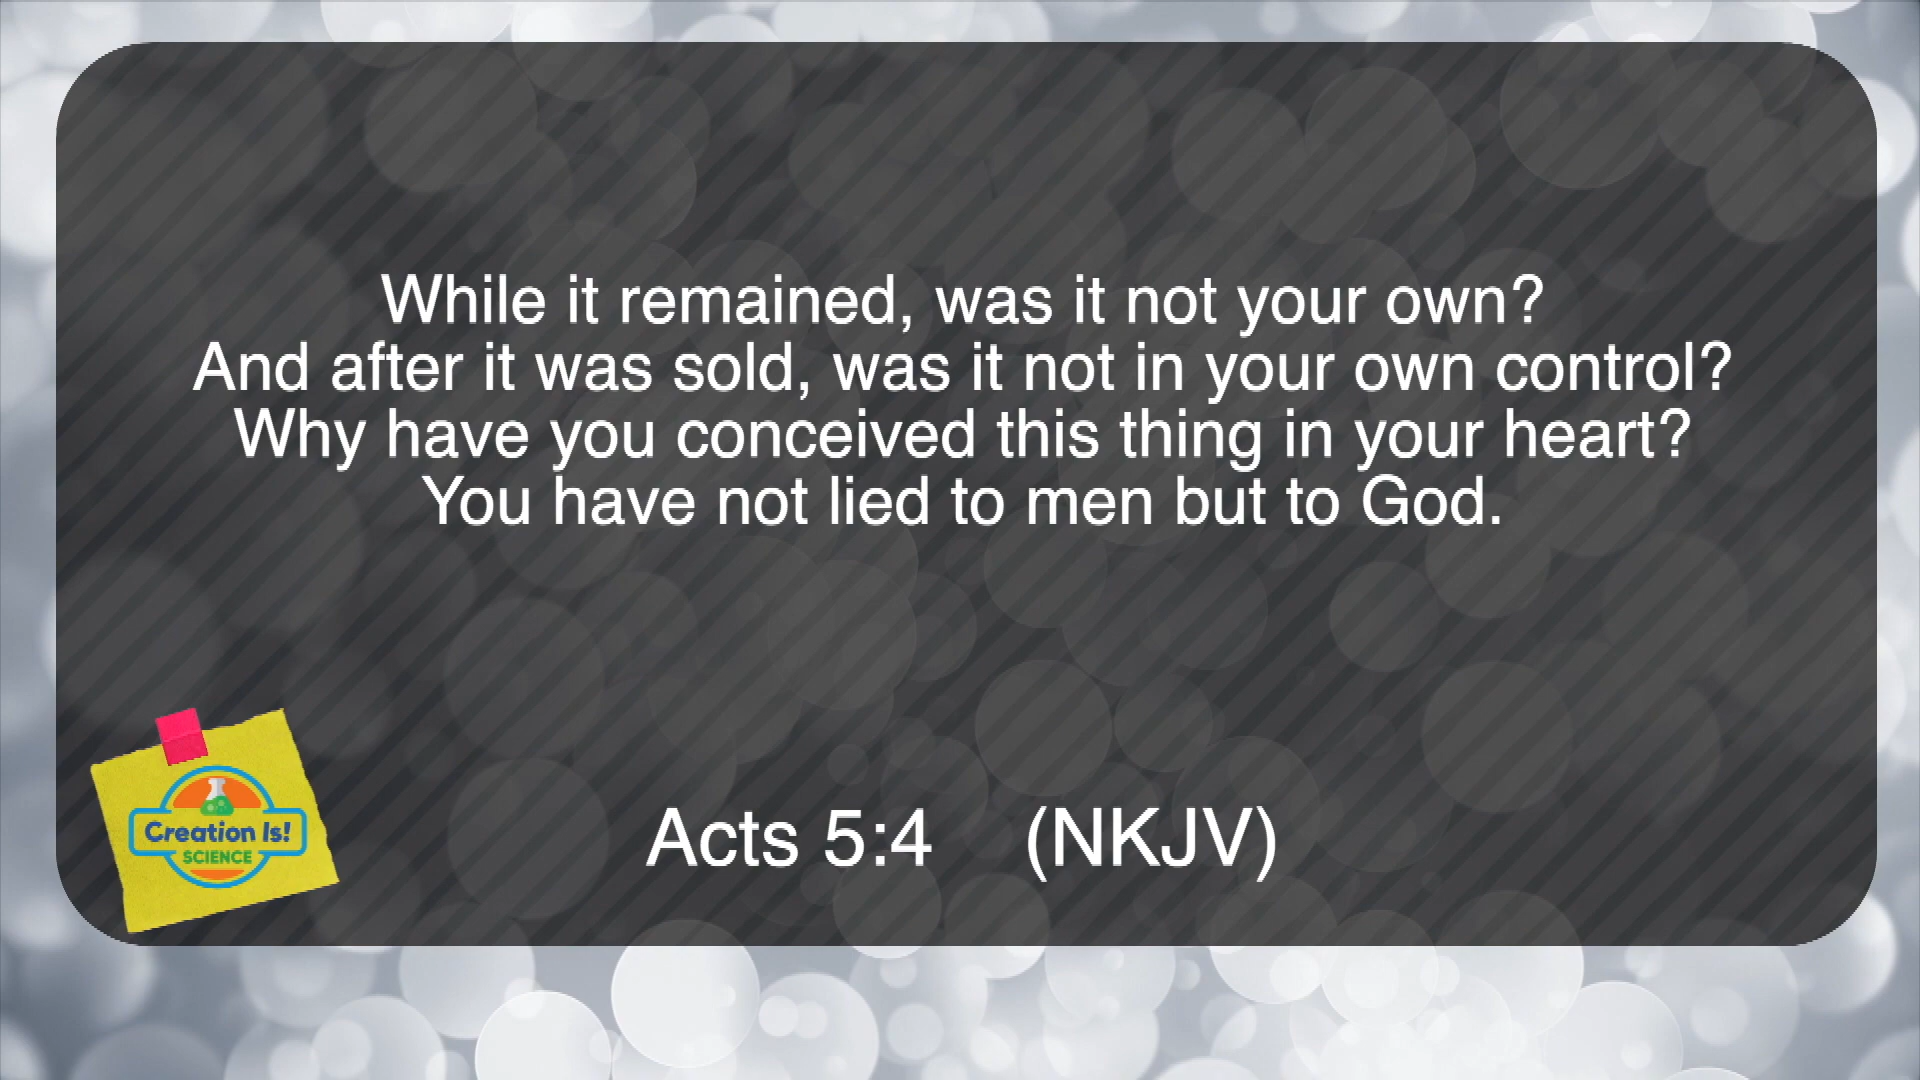 While it remained, was it not your own?
And after it was sold, was it not in your own control?
Why have you conceived this thing in your heart?
You have not lied to men but to God.
Creation Is!
SCIENCE
Acts 5:4 (NKJV)